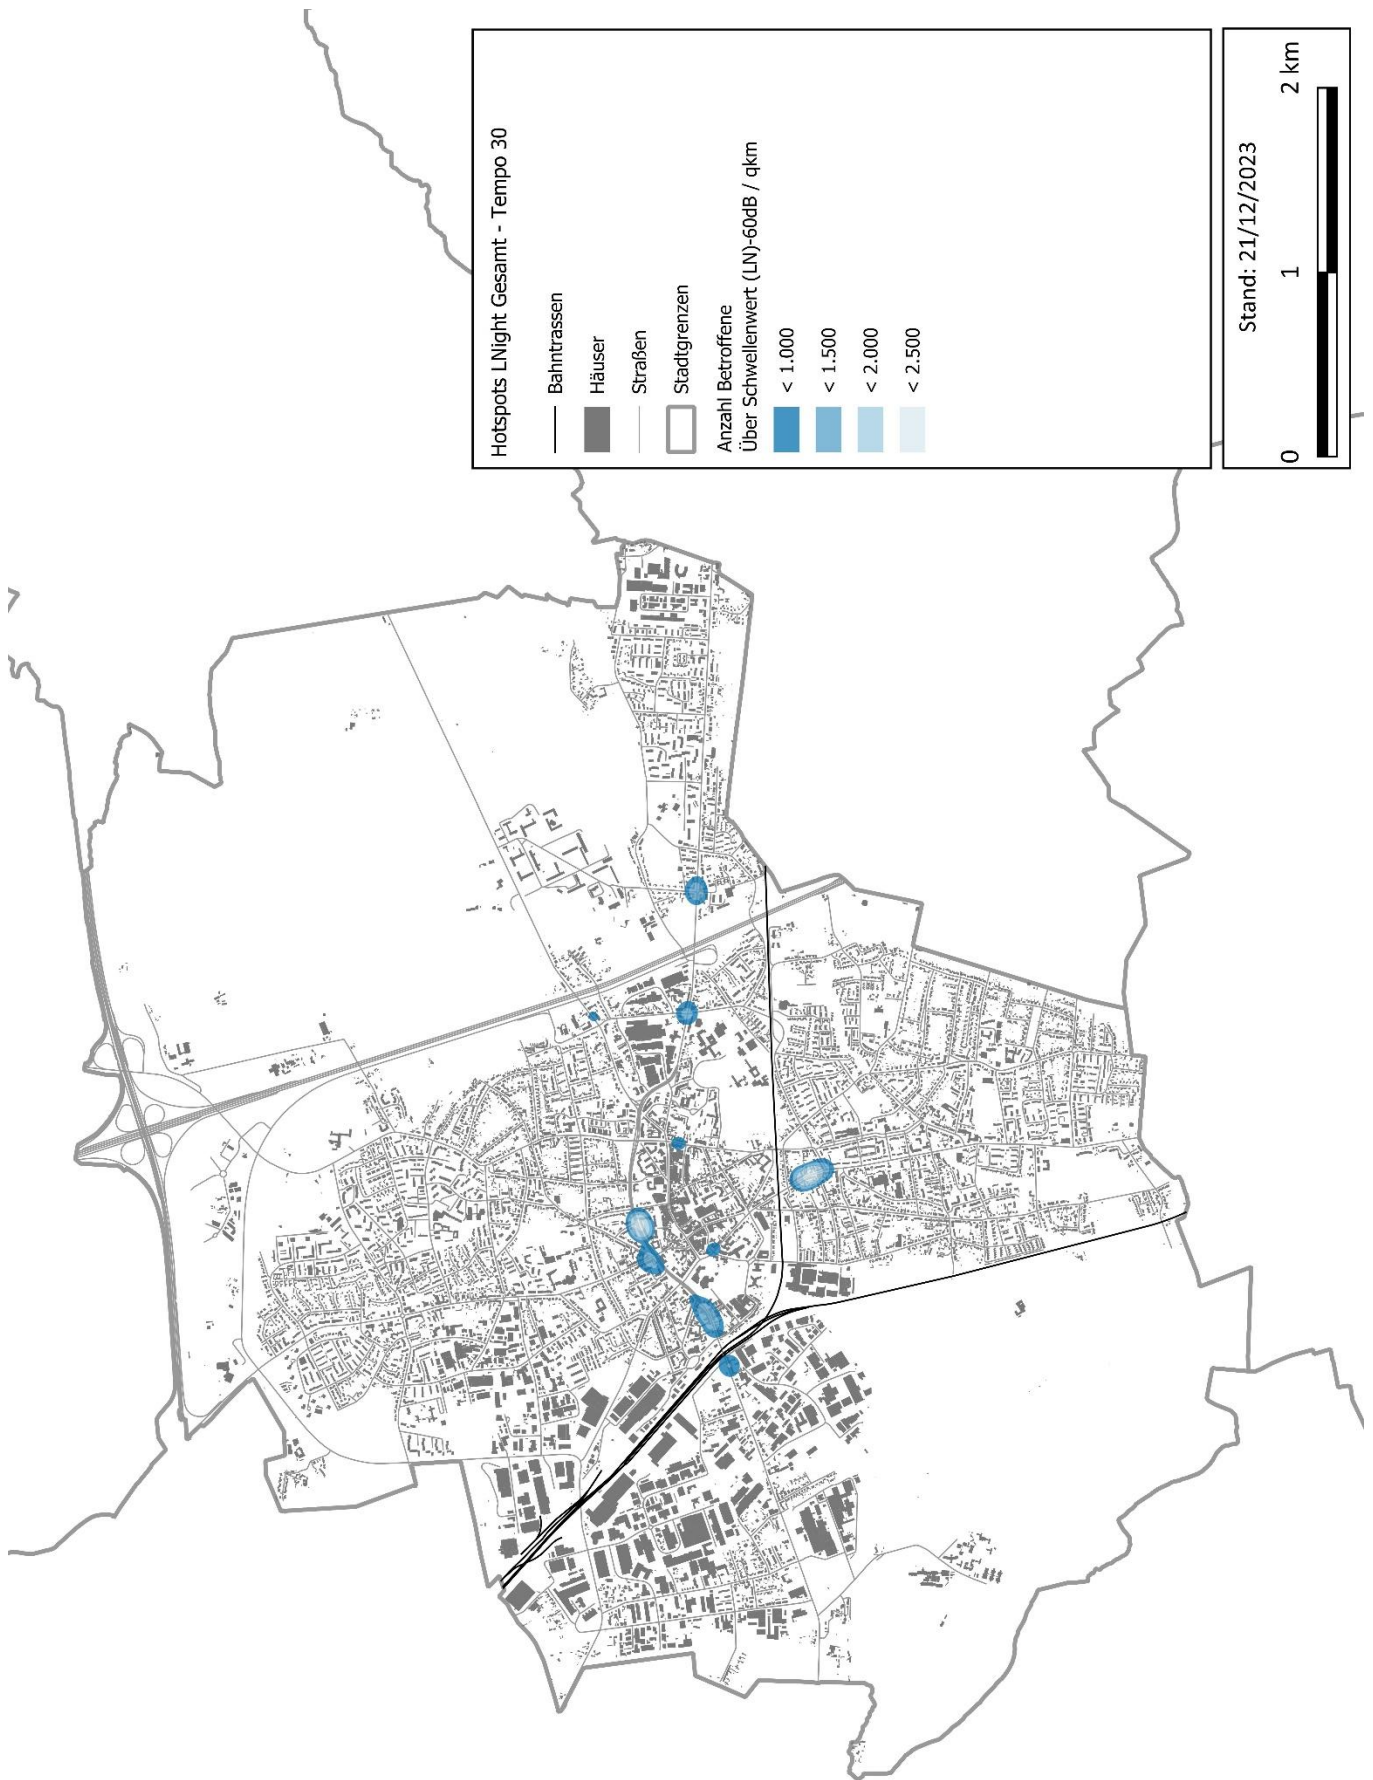 Hotspots LNight Gesamt - Tempo 30
Bahntrassen
Häuser
Straßen
Stadtgrenzen
Anzahl Betroffene
Über Schwellenwert (LN)-60dB / qkm
< 1.000
< 1.500
< 2.000
< 2.500
Stand: 21/12/2023
0 1 2 km